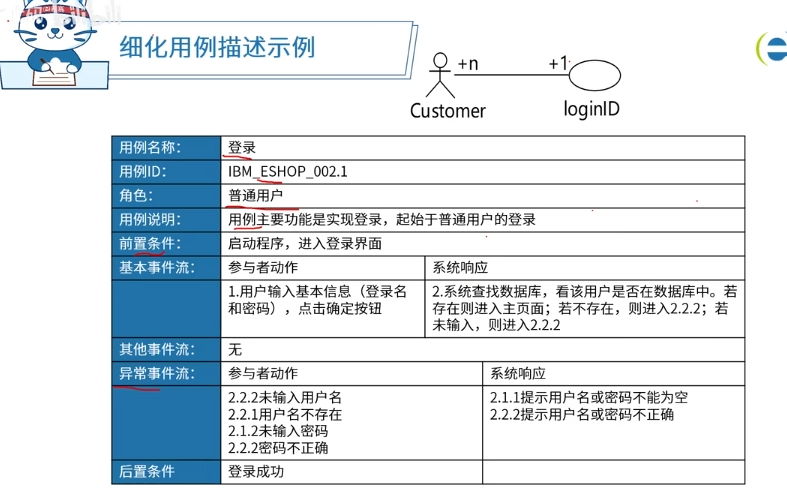 ESHOP
细化用例描述示例
+n
+1
Customer
loginID
用例名称：
登录
用例ID：
IBM_ESHOP_002.1
角色：
普通用户
用例说明：
用例主要功能是实现登录，起始于普通用户的登录
前置条件：
启动程序，进入登录界面
基本事件流：
参与者动作
系统响应
1.用户输入基本信息（登录名
和密码），点击确定按钮
2.系统查找数据库，看该用户是否在数据库中。若
存在则进入主页面；若不存在，则进入2.2.2；若
未输入，则进入2.2.2
其他事件流：
无
异常事件流：
参与者动作
系统响应
2.2.2未输入用户名
2.2.1用户名不存在
2.1.2未输入密码
2.2.2密码不正确
2.1.1提示用户名或密码不能为空
2.2.2提示用户名或密码不正确
后置条件
登录成功